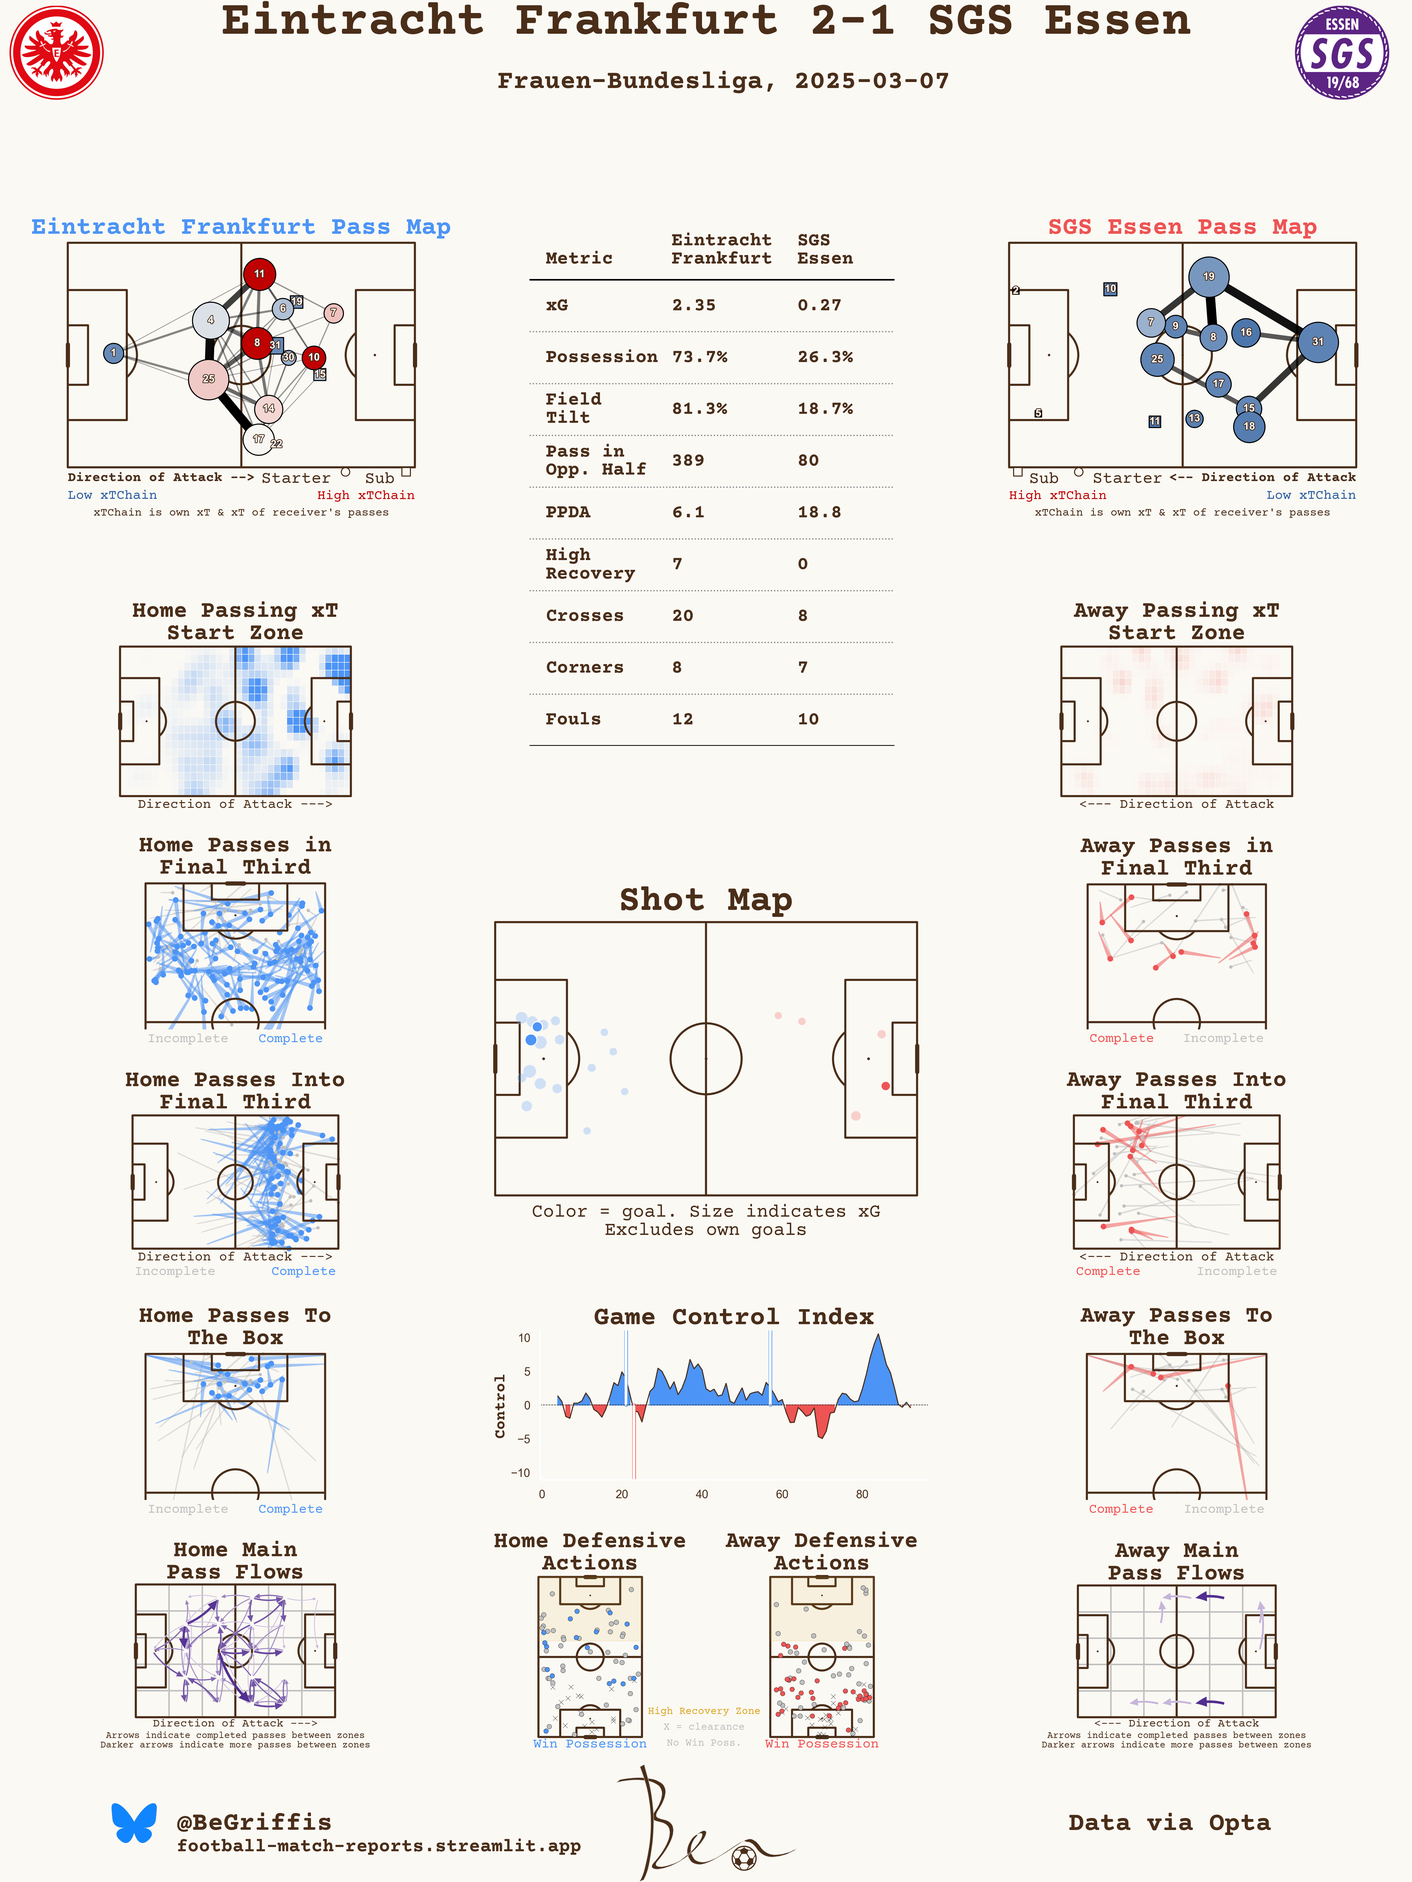 Eintracht Frankfurt 2-1 SGS Essen
Frauen-Bundesliga, 2025-03-07
ESSEN
SGS
19/68
Eintracht Frankfurt Pass Map
11
4
6
19
7
8
31
30
10
15
1
25
14
17
22
Direction of Attack --> Starter Sub
Low xTChain High xTChain
xTChain is own xT & xT of receiver's passes
Metric Eintracht Frankfurt SGS Essen
xG 2.35 0.27
Possession 73.7% 26.3%
Field Tilt 81.3% 18.7%
Pass in Opp. Half 389 80
PPDA 6.1 18.8
High Recovery 7 0
Crosses 20 8
Corners 8 7
Fouls 12 10
SGS Essen Pass Map
2
10
19
7
9
8
16
31
25
17
15
5
11
13
18
Sub Starter <-- Direction of Attack
High xTChain Low xTChain
xTChain is own xT & xT of receiver's passes
Home Passing xT
Start Zone
Direction of Attack --->
Away Passing xT
Start Zone
<--- Direction of Attack
Home Passes in
Final Third
Incomplete Complete
Away Passes in
Final Third
Complete Incomplete
Shot Map
Color = goal. Size indicates xG
Excludes own goals
Home Passes Into
Final Third
Direction of Attack --->
Incomplete Complete
Away Passes Into
Final Third
<--- Direction of Attack
Complete Incomplete
Home Passes To
The Box
Incomplete Complete
Game Control Index
Control
10
5
0
−5
−10
0 20 40 60 80
Away Passes To
The Box
Complete Incomplete
Home Main
Pass Flows
Direction of Attack --->
Arrows indicate completed passes between zones
Darker arrows indicate more passes between zones
Home Defensive
Actions
Win Possession
High Recovery Zone
X = clearance
No Win Poss.
Away Defensive
Actions
Win Possession
Away Main
Pass Flows
<--- Direction of Attack
Arrows indicate completed passes between zones
Darker arrows indicate more passes between zones
@BeGriffis
football-match-reports.streamlit.app
Ben
Data via Opta